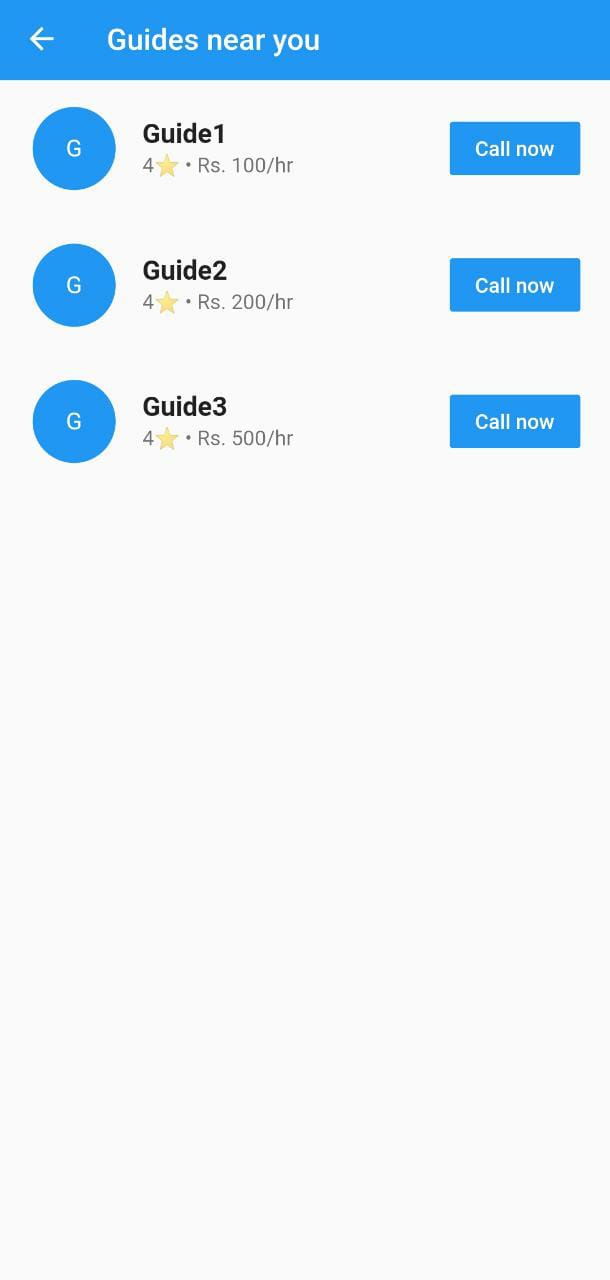 Guides near you
G
Guide1
4⭐ • Rs. 100/hr
Call now
G
Guide2
4⭐ • Rs. 200/hr
Call now
G
Guide3
4⭐ • Rs. 500/hr
Call now